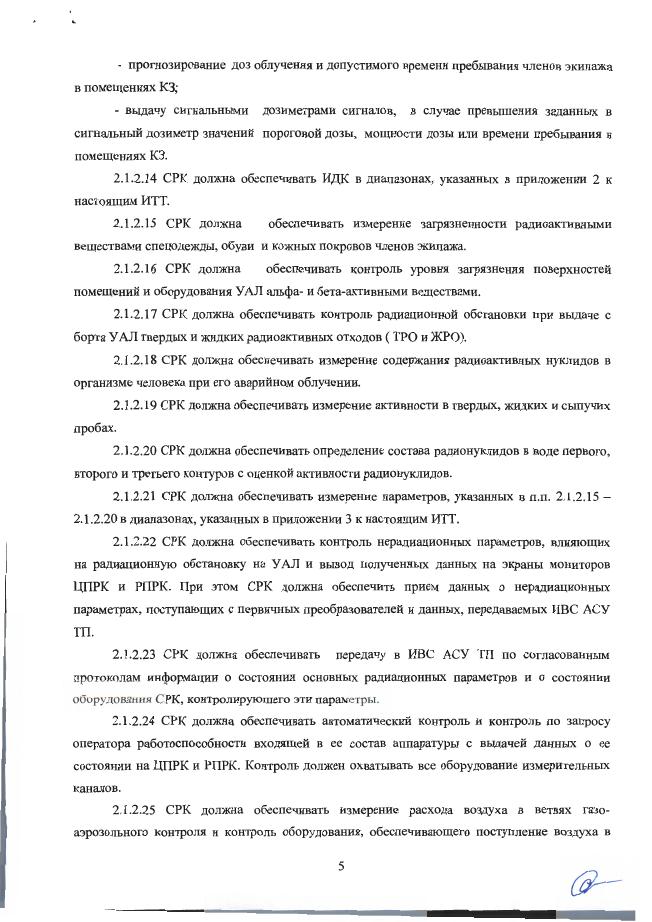 - прогнозирование доз облучения и допустимого времени пребывания членов экипажа
в помещениях КЗ;
- выдачу сигнальными дозиметрами сигналов, в случае превышения заданных в
сигнальный дозиметр значений пороговой дозы, мощности дозы или времени пребывания в
помещениях КЗ.
2.1.2.14 СРК должна обеспечивать ИДК в диапазонах, указанных в приложении 2 к
настоящим ИТТ.
2.1.2.15 СРК должна обеспечивать измерение загрязненности радиоактивными
веществами спецодежды, обуви и кожных покровов членов экипажа.
2.1.2.16 СРК должна обеспечивать контроль уровня загрязнения поверхностей
помещений и оборудования УАЛ альфа- и бета-активными веществами.
2.1.2.17 СРК должна обеспечивать контроль радиационной обстановки при выдаче с
борта УАЛ твердых и жидких радиоактивных отходов ( ТРО и ЖРО).
2.1.2.18 СРК должна обеспечивать измерение содержания радиоактивных нуклидов в
организме человека при его аварийном облучении.
2.1.2.19 СРК должна обеспечивать измерение активности в твердых, жидких и сыпучих
пробах.
2.1.2.20 СРК должна обеспечивать определение состава радионуклидов в воде первого,
второго и третьего контуров с оценкой активности радионуклидов.
2.1.2.21 СРК должна обеспечивать измерение параметров, указанных в п.п. 2.1.2.15 –
2.1.2.20 в диапазонах, указанных в приложении 3 к настоящим ИТТ.
2.1.2.22 СРК должна обеспечивать контроль нерадиационных параметров, влияющих
на радиационную обстановку на УАЛ и вывод полученных данных на экраны мониторов
ЦПРК и РПРК. При этом СРК должна обеспечить прием данных о нерадиационных
параметрах, поступающих с первичных преобразователей и данных, передаваемых ИВС АСУ
ТП.
2.1.2.23 СРК должна обеспечивать передачу в ИВС АСУ ТП по согласованным
протоколам информации о состояния основных радиационных параметров и о состоянии
оборудования СРК, контролирующего эти параметры.
2.1.2.24 СРК должна обеспечивать автоматический контроль и контроль по запросу
оператора работоспособности входящей в ее состав аппаратуры с выдачей данных о ее
состоянии на ЦПРК и РПРК. Контроль должен охватывать все оборудование измерительных
каналов.
2.1.2.25 СРК должна обеспечивать измерение расхода воздуха в ветвях газо-
аэрозольного контроля и контроль оборудования, обеспечивающего поступление воздуха в
5